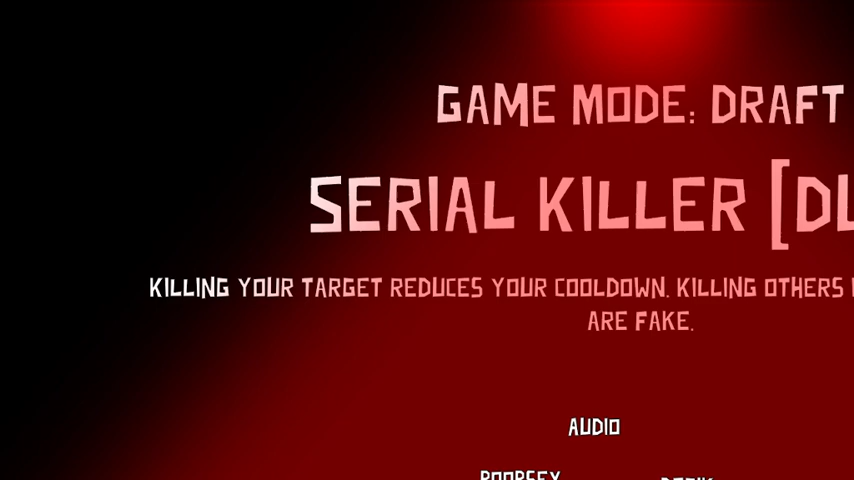 GAME MODE: DRAFT
SERIAL KILLER [DU
KILLING YOUR TARGET REDUCES YOUR COOLDOWN. KILLING OTHERS
ARE FAKE.
AUDIO